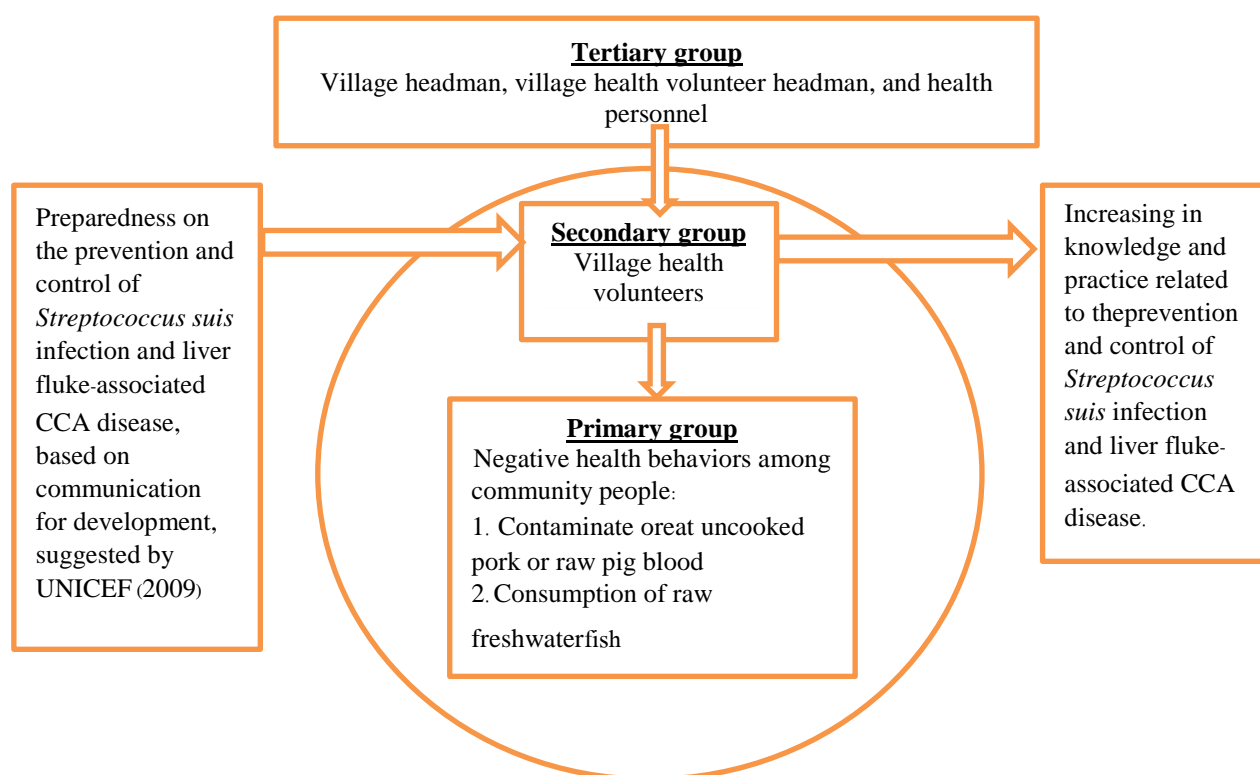 Tertiary group
Village headman, village health volunteer headman, and health
personnel
Preparedness on
the prevention and
control of
Streptococcus suis
infection and liver
fluke-associated
CCA disease,
based on
communication
for development,
suggested by
UNICEF (2009)
Secondary group
Village health
volunteers
Primary group
Negative health behaviors among
community people:
1. Contaminate oreat uncooked
pork or raw pig blood
2. Consumption of raw
freshwaterfish
Increasing in
knowledge and
practice related
to theprevention
and control of
Streptococcus
suis infection
and liver fluke-
associated CCA
disease.